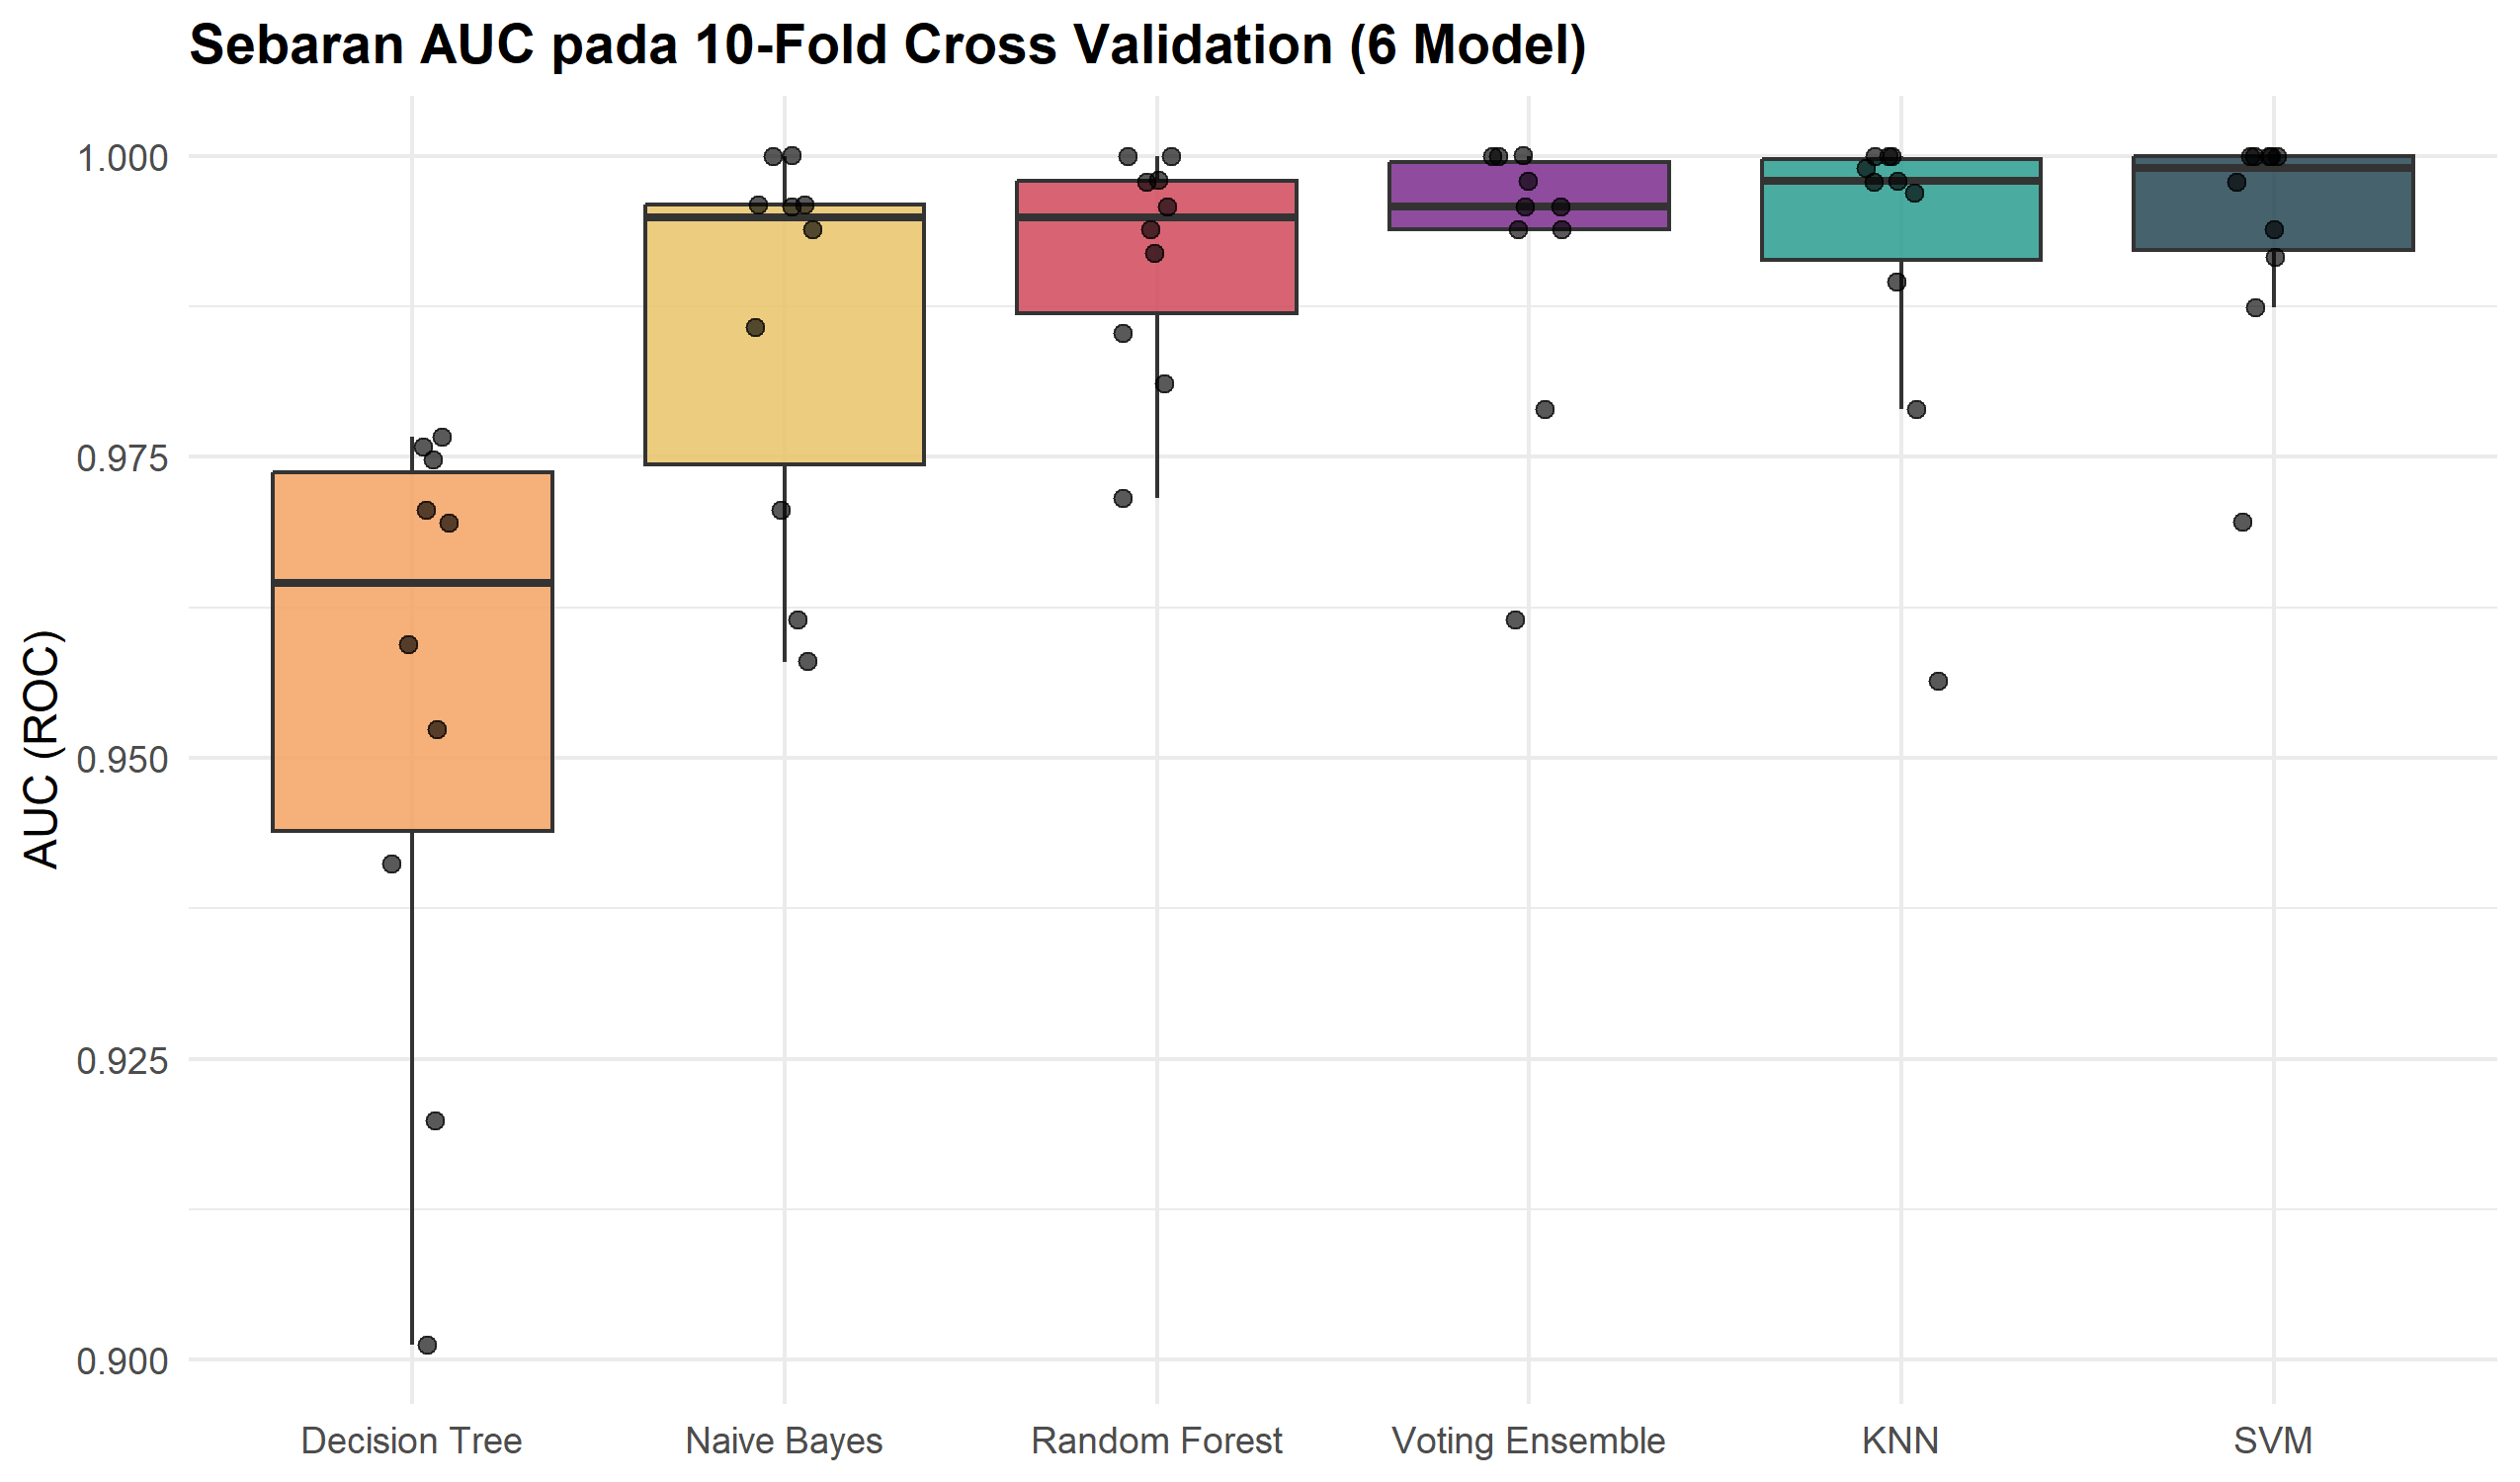 Sebaran AUC pada 10-Fold Cross Validation (6 Model)
AUC (ROC)
1.000
0.975
0.950
0.925
0.900
Decision Tree
Naive Bayes
Random Forest
Voting Ensemble
KNN
SVM